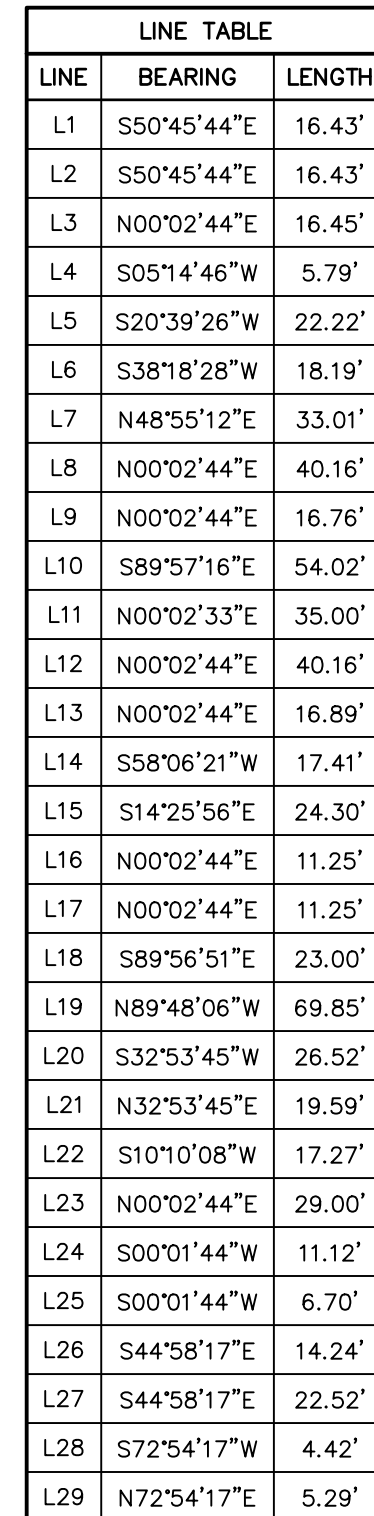 LINE TABLE
LINE BEARING LENGTH
L1 S50°45'44"E 16.43'
L2 S50°45'44"E 16.43'
L3 N00°02'44"E 16.45'
L4 S05°14'46"W 5.79'
L5 S20°39'26"W 22.22'
L6 S38°18'28"W 18.19'
L7 N48°55'12"E 33.01'
L8 N00°02'44"E 40.16'
L9 N00°02'44"E 16.76'
L10 S89°57'16"E 54.02'
L11 N00°02'33"E 35.00'
L12 N00°02'44"E 40.16'
L13 N00°02'44"E 16.89'
L14 S58°06'21"W 17.41'
L15 S14°25'56"E 24.30'
L16 N00°02'44"E 11.25'
L17 N00°02'44"E 11.25'
L18 S89°56'51"E 23.00'
L19 N89°48'06"W 69.85'
L20 S32°53'45"W 26.52'
L21 N32°53'45"E 19.59'
L22 S10°10'08"W 17.27'
L23 N00°02'44"E 29.00'
L24 S00°01'44"W 11.12'
L25 S00°01'44"W 6.70'
L26 S44°58'17"E 14.24'
L27 S44°58'17"E 22.52'
L28 S72°54'17"W 4.42'
L29 N72°54'17"E 5.29'